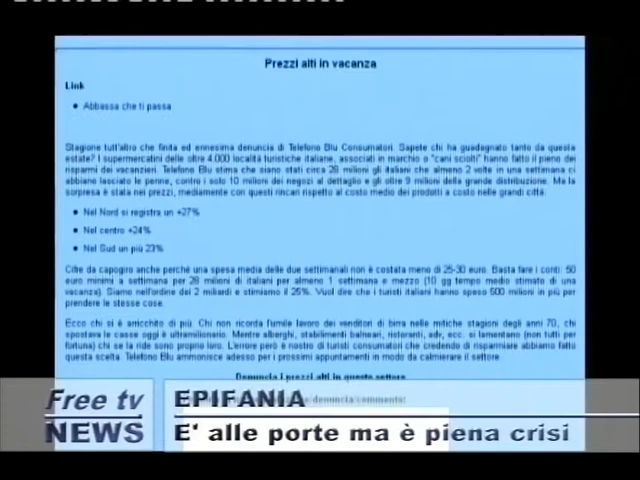 Prezzi alti in vacanza
Link
Abbassa che ti passa
Stagione tutt'altro che finita ed ennesima denuncia di Telefono Blu Consumatori. Sapete chi ha guadagnato tanto da questa
estate? I supermercatini delle oltre 4.000 località turistiche italiane, associati in marchio o "cani sciolti" hanno fatto il pieno dei
risparmi dei vacanzieri. Telefono Blu stima che siano stati circa 28 milioni gli italiani che almeno 2 volte in una settimana ci
abbiano lasciato le penne, contro i solo 10 milioni dei negozi al dettaglio e gli oltre 9 milioni della grande distribuzione. Ma la
sorpresa è stata nei prezzi, mediamente con questi rincari rispetto al costo medio dei prodotti a costo nelle grandi città.
Nel Nord si registra un +27%
Nel centro +24%
Nel Sud un più 23%
Cifre da capogiro anche perché una spesa media delle due settimanali non è costata meno di 25-30 euro. Basta fare i conti: 50
euro minimi a settimana per 28 milioni di italiani per almeno 1 settimana e mezzo (10 gg tempo medio stimato di una
vacanza). Siamo nell'ordine dei 2 miliardi e stimiamo il 25%. Vuol dire che i turisti italiani hanno speso 500 milioni in più per
prendere le stesse cose.
Ecco chi si è arricchito di più. Chi non ricorda l'umile lavoro dei venditori di birra nelle mitiche stagioni degli anni 70, chi
spostava le casse oggi è ultramilionario. Mentre alberghi, stabilimenti balneari, ristoranti, adv, ecc. si lamentano (non tutti per
fortuna) chi se la ride sono proprio loro. L'errore però è nostro di turisti consumatori che credendo di risparmiare abbiamo fatto
questa scelta. Telefono Blu ammonisce adesso per i prossimi appuntamenti in modo da calmierare il settore.
Denuncia i prezzi alti in questo settore
/denuncia/commenta:
Free tv
NEWS
EPIFANIA
E' alle porte ma è piena crisi